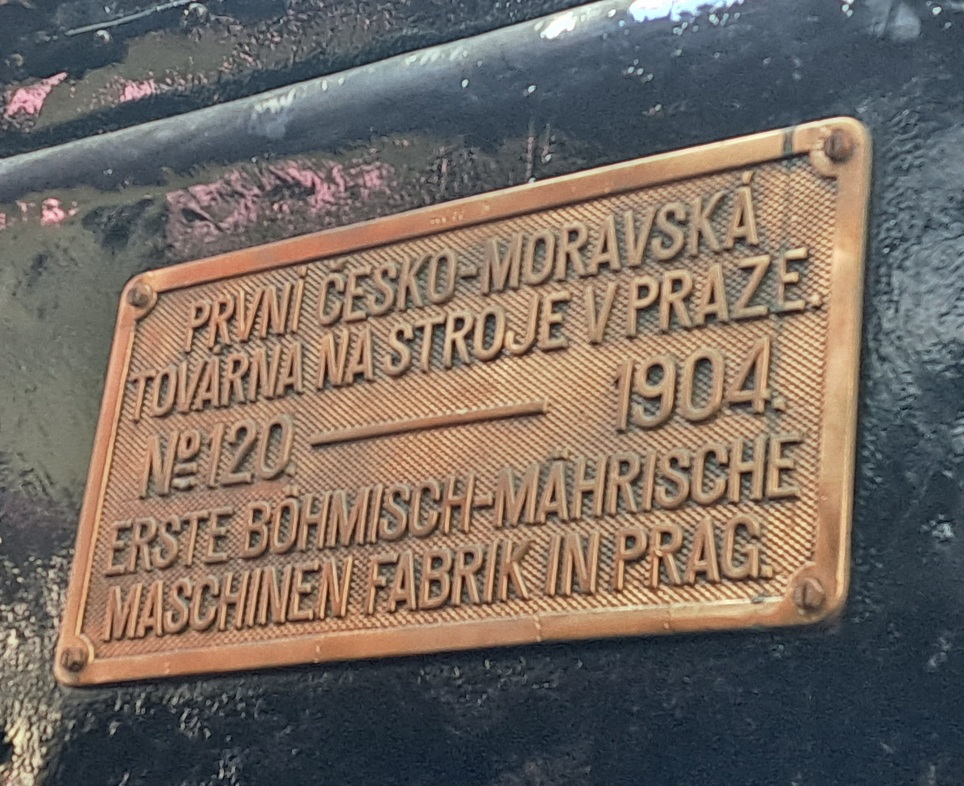 PRVNÍ ČESKO-MORAVSKÁ
TOVÁRNA NA STROJE V PRAZE.
Nº 120. — 1904.
ERSTE BÖHMISCH-MÄHRISCHE
MASCHINEN FABRIK IN PRAG.